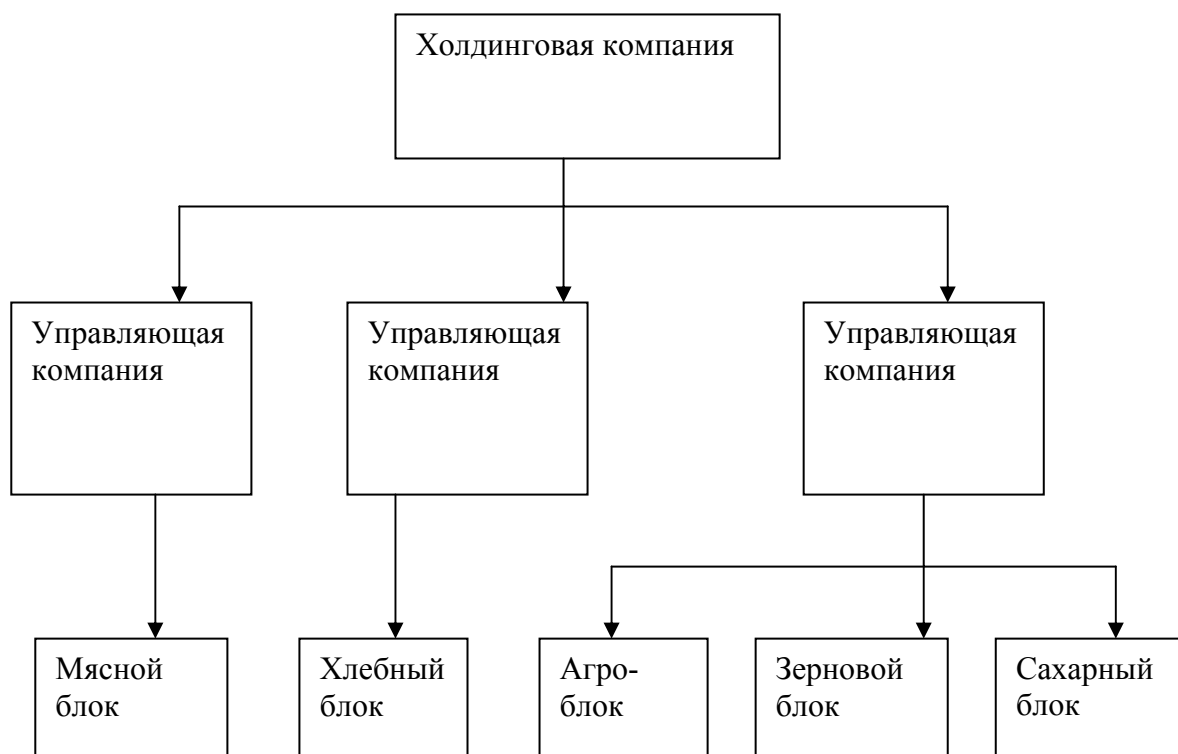 Холдинговая компания
Управляющая
компания
Управляющая
компания
Управляющая
компания
Мясной
блок
Хлебный
блок
Агро-
блок
Зерновой
блок
Сахарный
блок